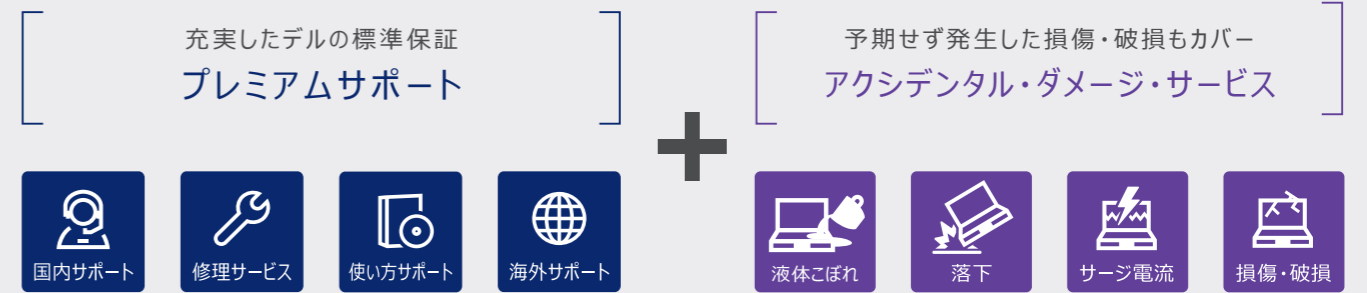 充実したデルの標準保証
プレミアムサポート
国内サポート
修理サービス
使い方サポート
海外サポート
+
予期せず発生した損傷・破損もカバー
アクシデンタル・ダメージ・サービス
液体こぼれ
落下
サージ電流
損傷・破損